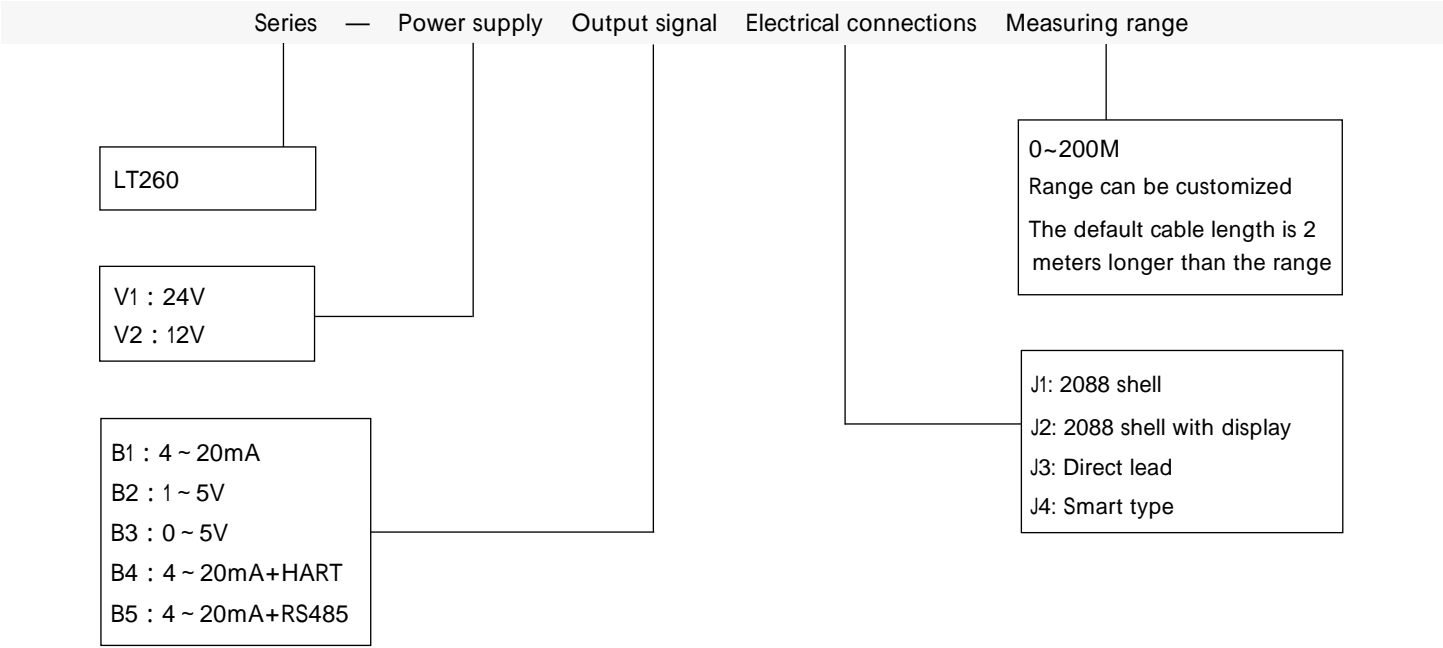 Series — Power supply Output signal Electrical connections Measuring range
LT260
V1 : 24V
V2 : 12V
B1 : 4 ~ 20mA
B2 : 1 ~ 5V
B3 : 0 ~ 5V
B4 : 4 ~ 20mA+HART
B5 : 4 ~ 20mA+RS485
0~200M
Range can be customized
The default cable length is 2
meters longer than the range
J1: 2088 shell
J2: 2088 shell with display
J3: Direct lead
J4: Smart type